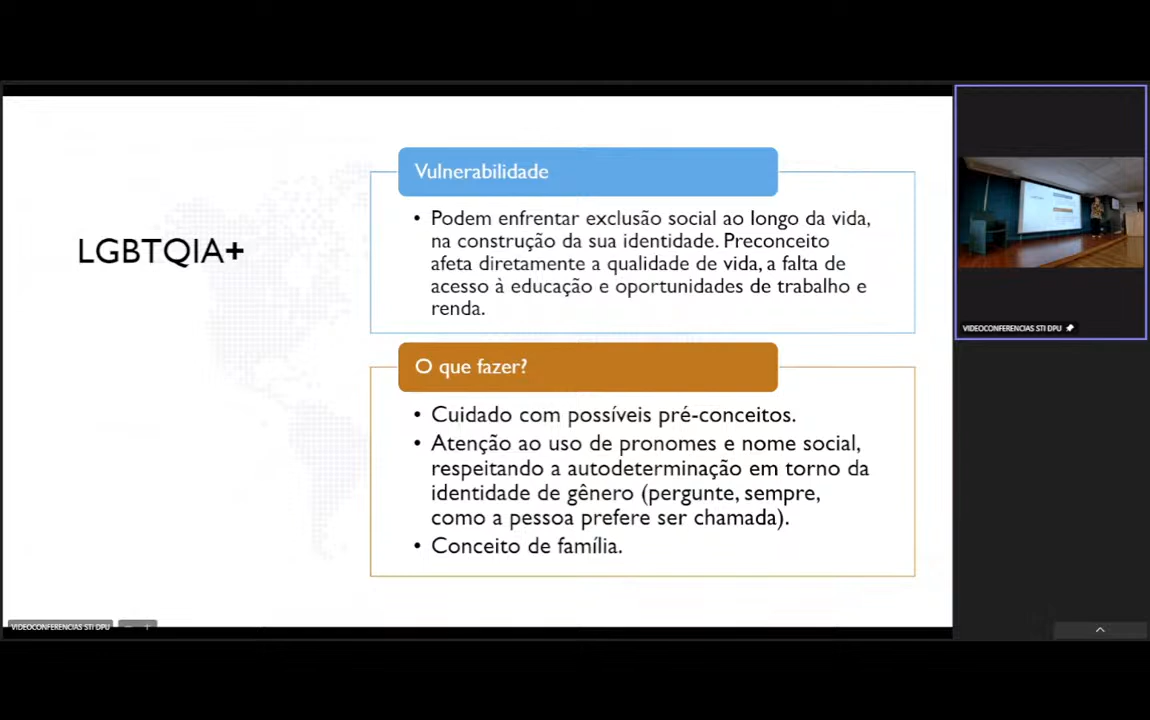 LGBTQIA+
Vulnerabilidade
• Podem enfrentar exclusão social ao longo da vida,
na construção da sua identidade. Preconceito
afeta diretamente a qualidade de vida, a falta de
acesso à educação e oportunidades de trabalho e
renda.
O que fazer?
• Cuidado com possíveis pré-conceitos.
• Atenção ao uso de pronomes e nome social,
respeitando a autodeterminação em torno da
identidade de gênero (pergunte, sempre,
como a pessoa prefere ser chamada).
• Conceito de família.
VIDEOCONFERENCIAS STI DPU
VIDEOCONFERENCIAS STI DPU